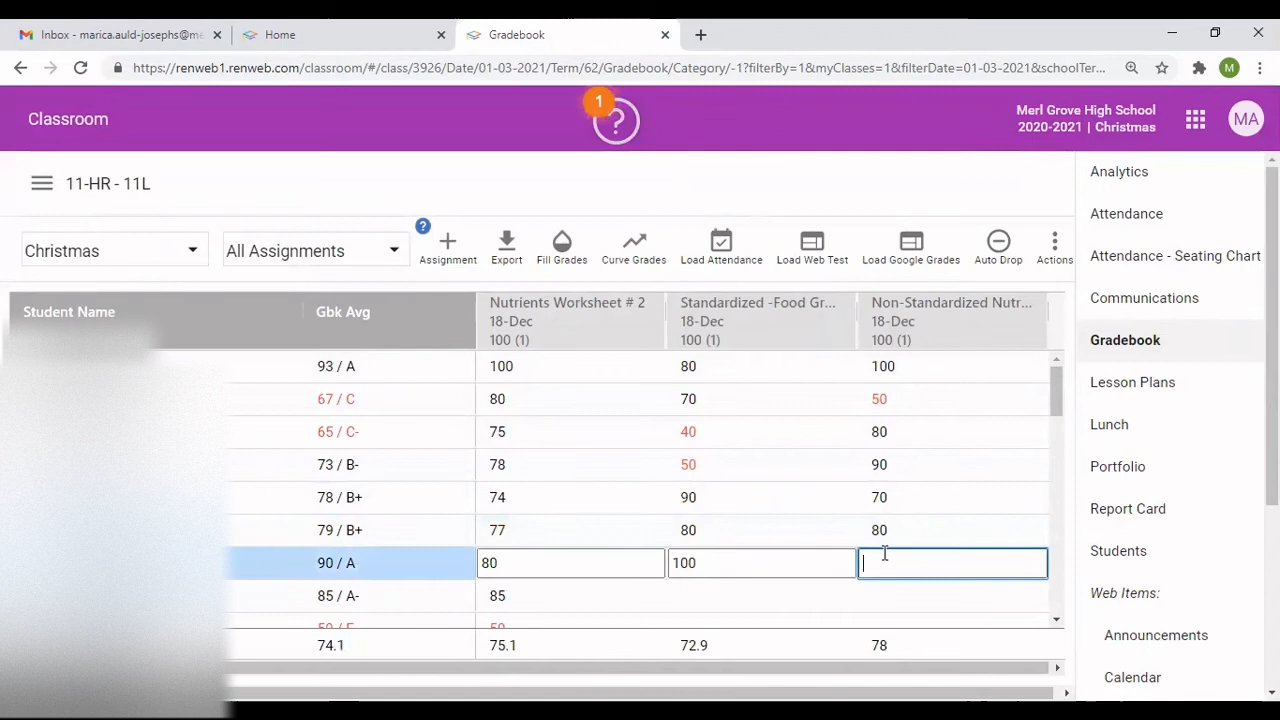 Inbox - marica.auld-josephs@me
Home
Gradebook
https://renweb1.renweb.com/classroom/#/class/3926/Date/01-03-2021/Term/62/Gradebook/Category/-1?filterBy=1&myClasses=1&filterDate=01-03-2021&schoolTer...
M
Classroom
1
?
Merl Grove High School
2020-2021 | Christmas
MA
11-HR - 11L
Christmas
All Assignments
?
Assignment
Export
Fill Grades
Curve Grades
Load Attendance
Load Web Test
Load Google Grades
Auto Drop
Actions
Student Name
Gbk Avg
Nutrients Worksheet # 2
18-Dec
100 (1)
Standardized -Food Gr...
18-Dec
100 (1)
Non-Standardized Nutr...
18-Dec
100 (1)
93 / A 100 80 100
67 / C 80 70 50
65 / C- 75 40 80
73 / B- 78 50 90
78 / B+ 74 90 70
79 / B+ 77 80 80
90 / A 80 100
85 / A- 85
74.1 75.1 72.9 78
Analytics
Attendance
Attendance - Seating Chart
Communications
Gradebook
Lesson Plans
Lunch
Portfolio
Report Card
Students
Web Items:
Announcements
Calendar